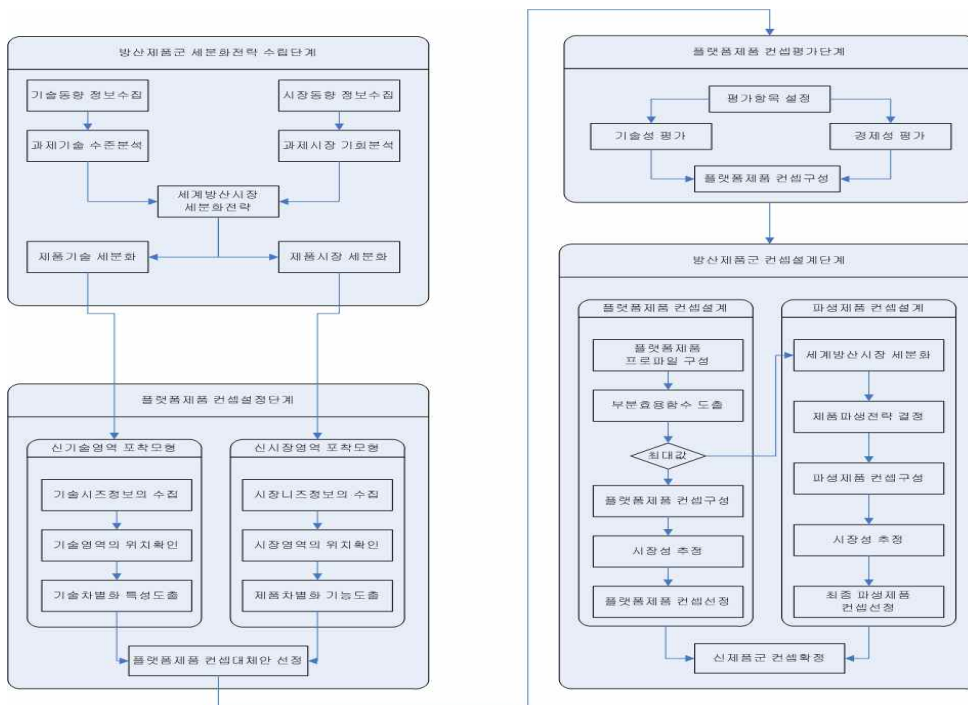 방산제품군 세분화전략 수립단계
기술동향 정보수집
시장동향 정보수집
과제기술 수준분석
과제시장 기회분석
세계방산시장
세분화전략
제품기술 세분화
제품시장 세분화
플랫폼제품 컨셉설정단계
신기술영역 포착모형
신시장영역 포착모형
기술시즈정보의 수집
시장니즈정보의 수집
기술영역의 위치확인
시장영역의 위치확인
기술차별화 특성도출
제품차별화 기능도출
플랫폼제품 컨셉대체안 선정
플랫폼제품 컨셉평가단계
평가항목 설정
기술성 평가
경제성 평가
플랫폼제품 컨셉구성
방산제품군 컨셉설계단계
플랫폼제품 컨셉설계
파생제품 컨셉설계
플랫폼제품
프로파일 구성
세계방산시장 세분화
부분효용함수 도출
제품파생전략 결정
최대값
플랫폼제품 컨셉구성
파생제품 컨셉구성
시장성 추정
시장성 추정
플랫폼제품 컨셉선정
최종 파생제품
컨셉선정
신제품군 컨셉확정